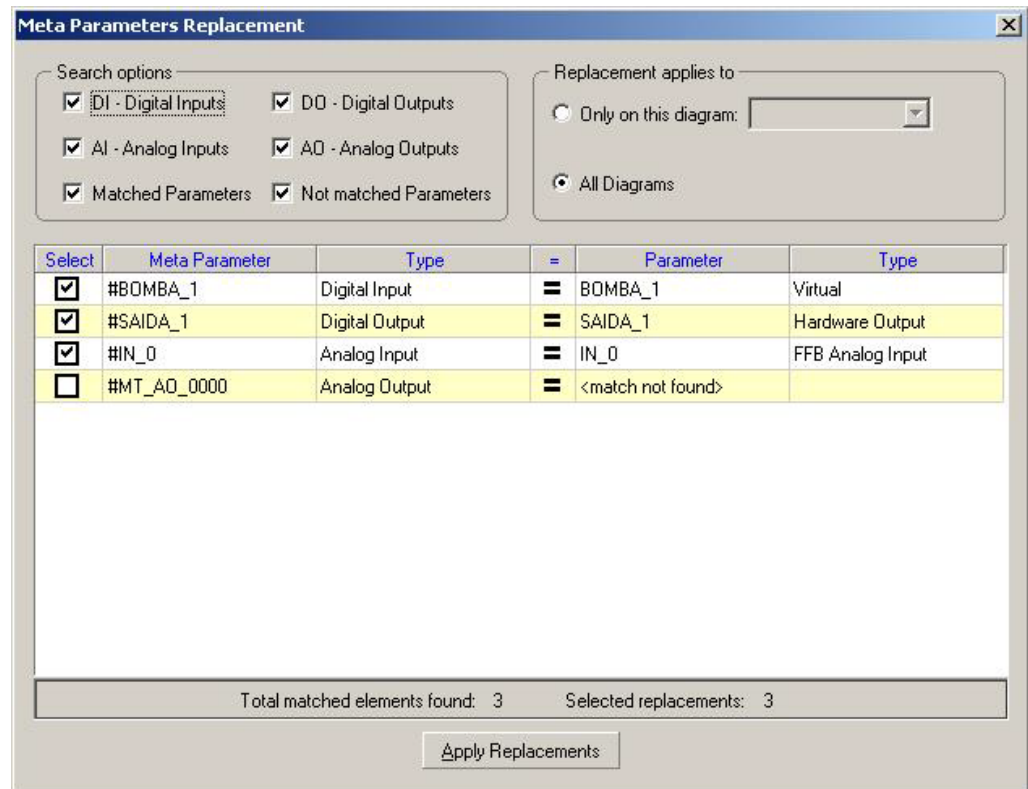 Meta Parameters Replacement
Search options
DI - Digital Inputs DO - Digital Outputs
AI - Analog Inputs AO - Analog Outputs
Matched Parameters Not matched Parameters
Replacement applies to
Only on this diagram:
All Diagrams
Select Meta Parameter Type = Parameter Type
#BOMBA_1 Digital Input = BOMBA_1 Virtual
#SAIDA_1 Digital Output = SAIDA_1 Hardware Output
#IN_0 Analog Input = IN_0 FFB Analog Input
#MT_AO_0000 Analog Output = <match not found>
Total matched elements found: 3 Selected replacements: 3
Apply Replacements